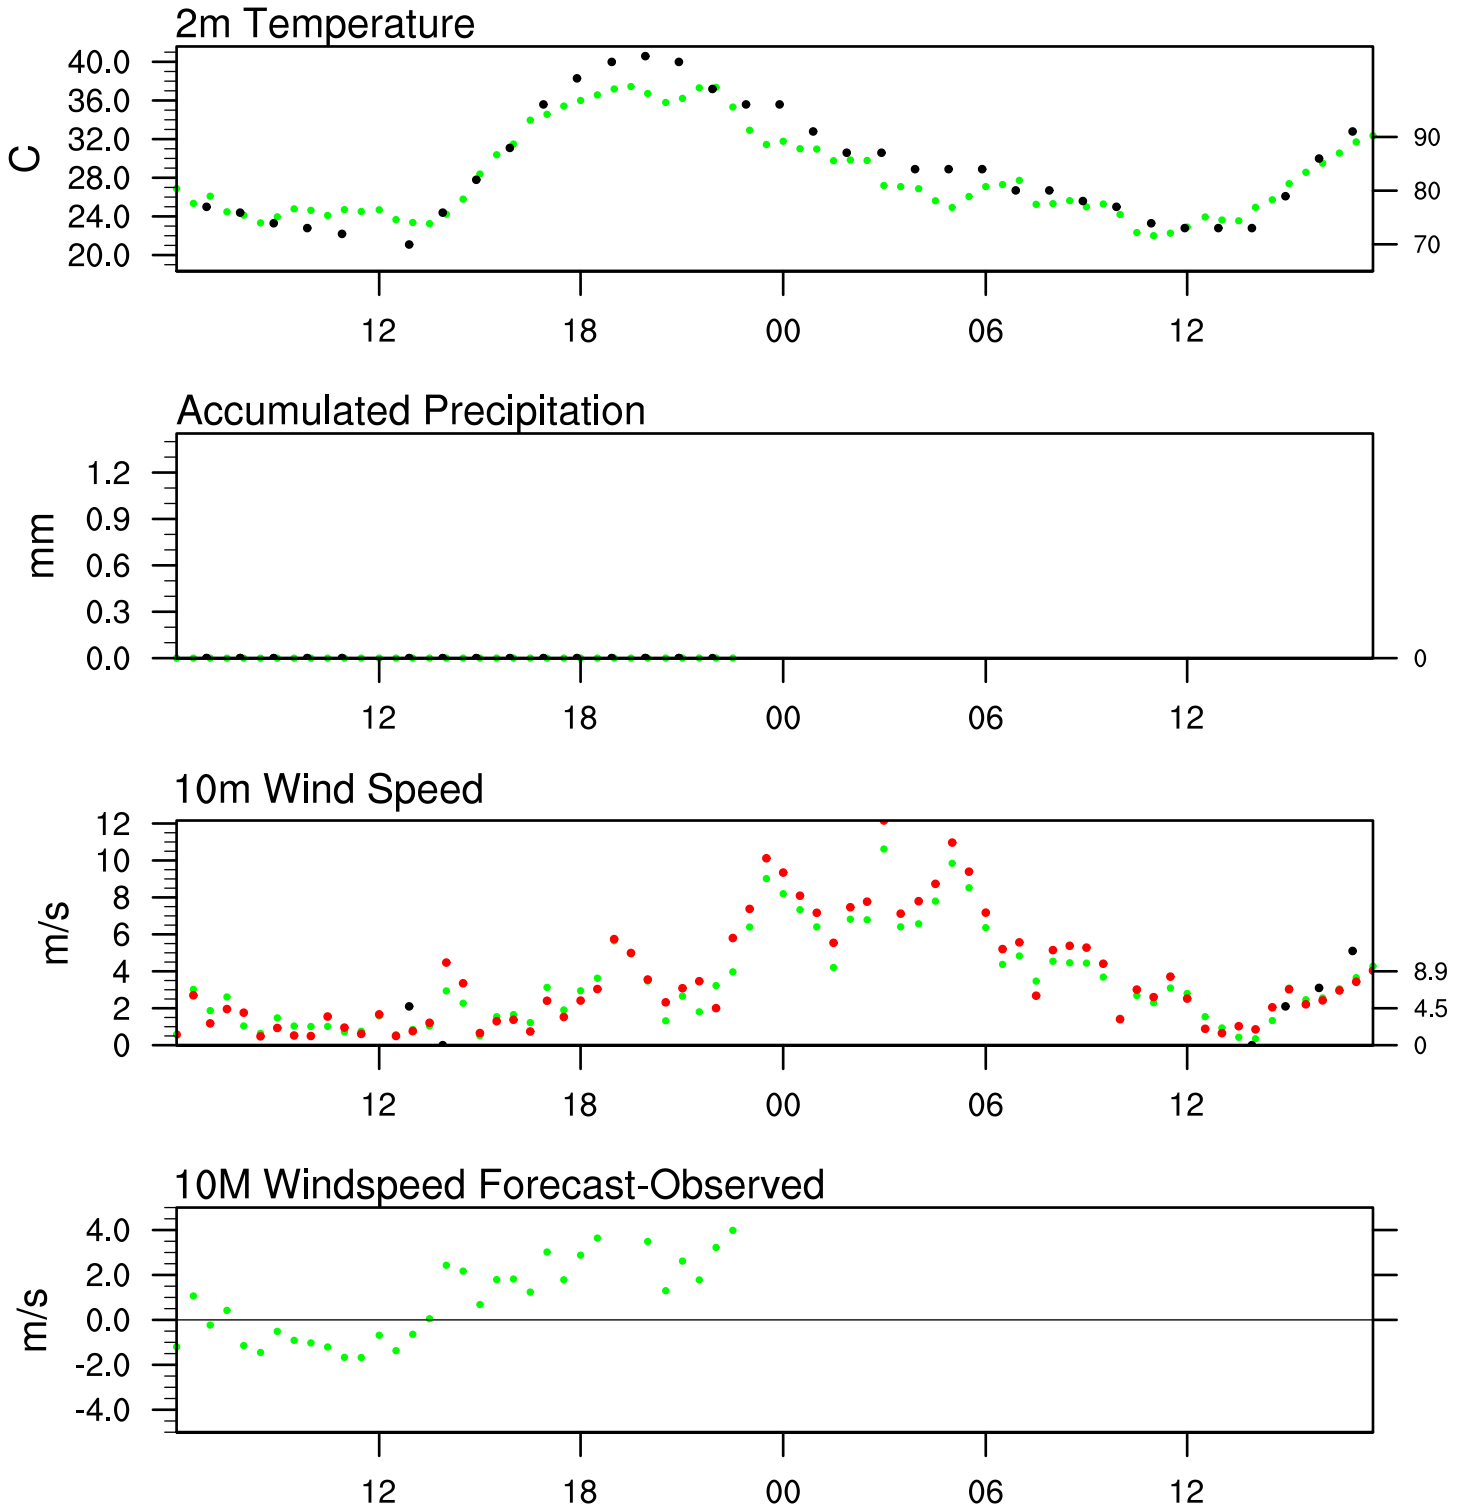 2m Temperature
40.0
36.0
32.0
28.0
24.0
20.0
C
90
80
70
12 18 00 06 12
Accumulated Precipitation
1.2
0.9
0.6
0.3
0.0
mm
0
12 18 00 06 12
10m Wind Speed
12
10
8
6
4
2
0
m/s
8.9
4.5
0
12 18 00 06 12
10M Windspeed Forecast-Observed
4.0
2.0
0.0
-2.0
-4.0
m/s
12 18 00 06 12